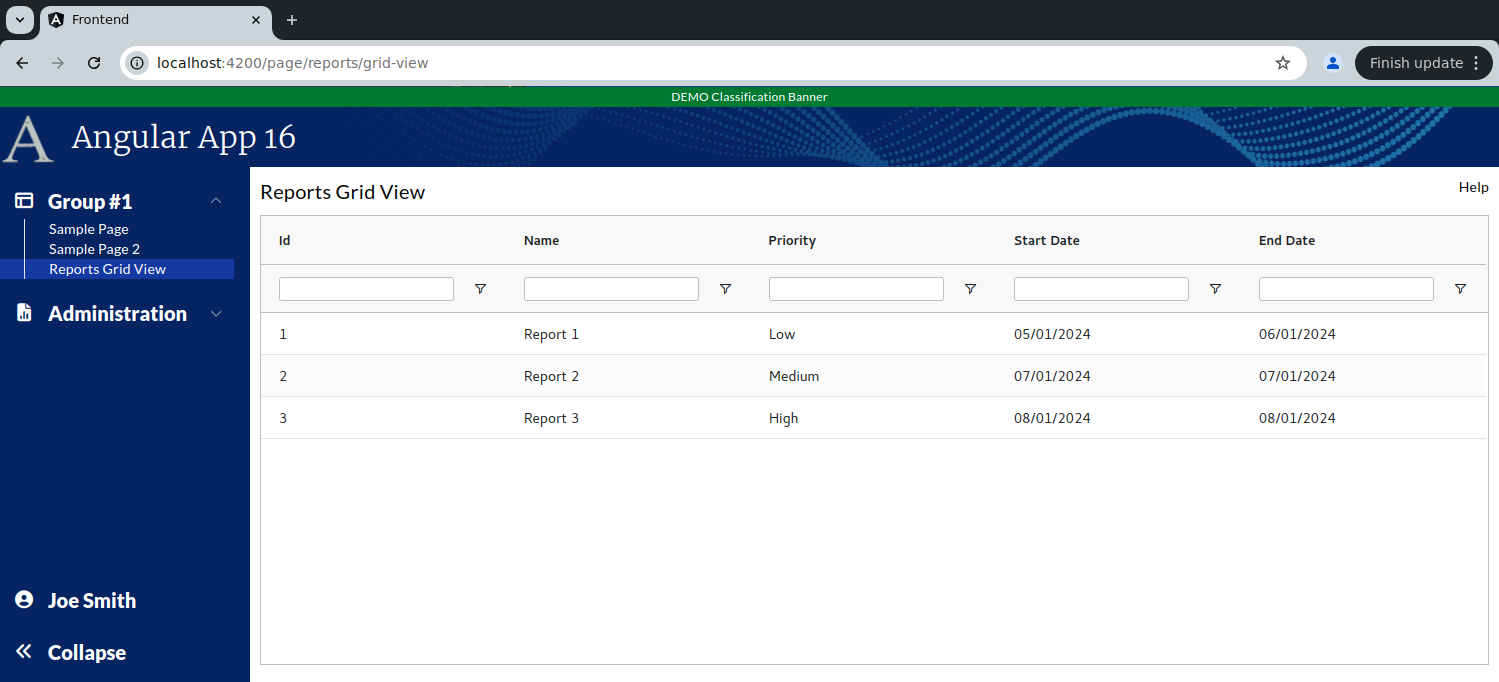 Frontend
localhost:4200/page/reports/grid-view
Finish update
DEMO Classification Banner
A Angular App 16
Group #1
Sample Page
Sample Page 2
Reports Grid View
Administration
Joe Smith
Collapse
Reports Grid View
Help
Id Name Priority Start Date End Date
1 Report 1 Low 05/01/2024 06/01/2024
2 Report 2 Medium 07/01/2024 07/01/2024
3 Report 3 High 08/01/2024 08/01/2024